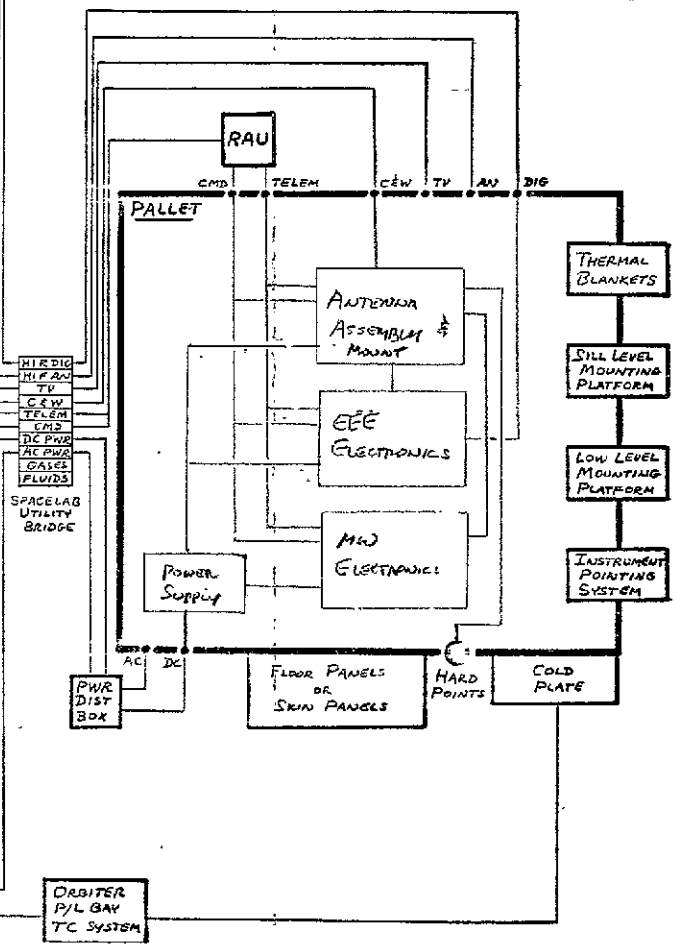 RAU
CMD
TELEM
C&W
TV
AN
DIG
PALLET
THERMAL
BLANKETS
ANTENNA
ASSEMBLY &
MOUNT
SILL LEVEL
MOUNTING
PLATFORM
HIR DIG
HIF AN
TV
C&W
TELEM
CMD
DC PWR
AC PWR
GASES
FLUIDS
SPACELAB
UTILITY
BRIDGE
EEE
ELECTRONICS
LOW LEVEL
MOUNTING
PLATFORM
MW
ELECTRONICS
POWER
SUPPLY
INSTRUMENT
POINTING
SYSTEM
AC
DC
PWR
DIST
BOX
FLOOR PANELS
OR
SKIN PANELS
HARD
POINTS
COLD
PLATE
ORBITER
P/L BAY
TC SYSTEM